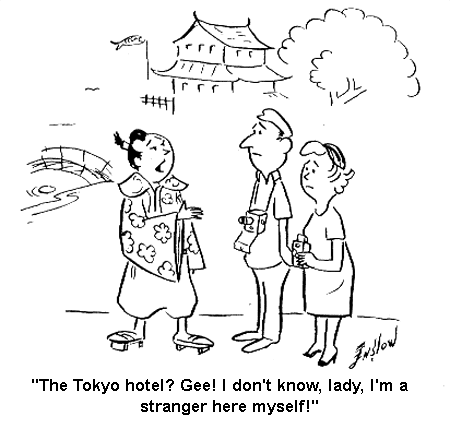 Enslow
"The Tokyo hotel? Gee! I don't know, lady, I'm a
stranger here myself!"